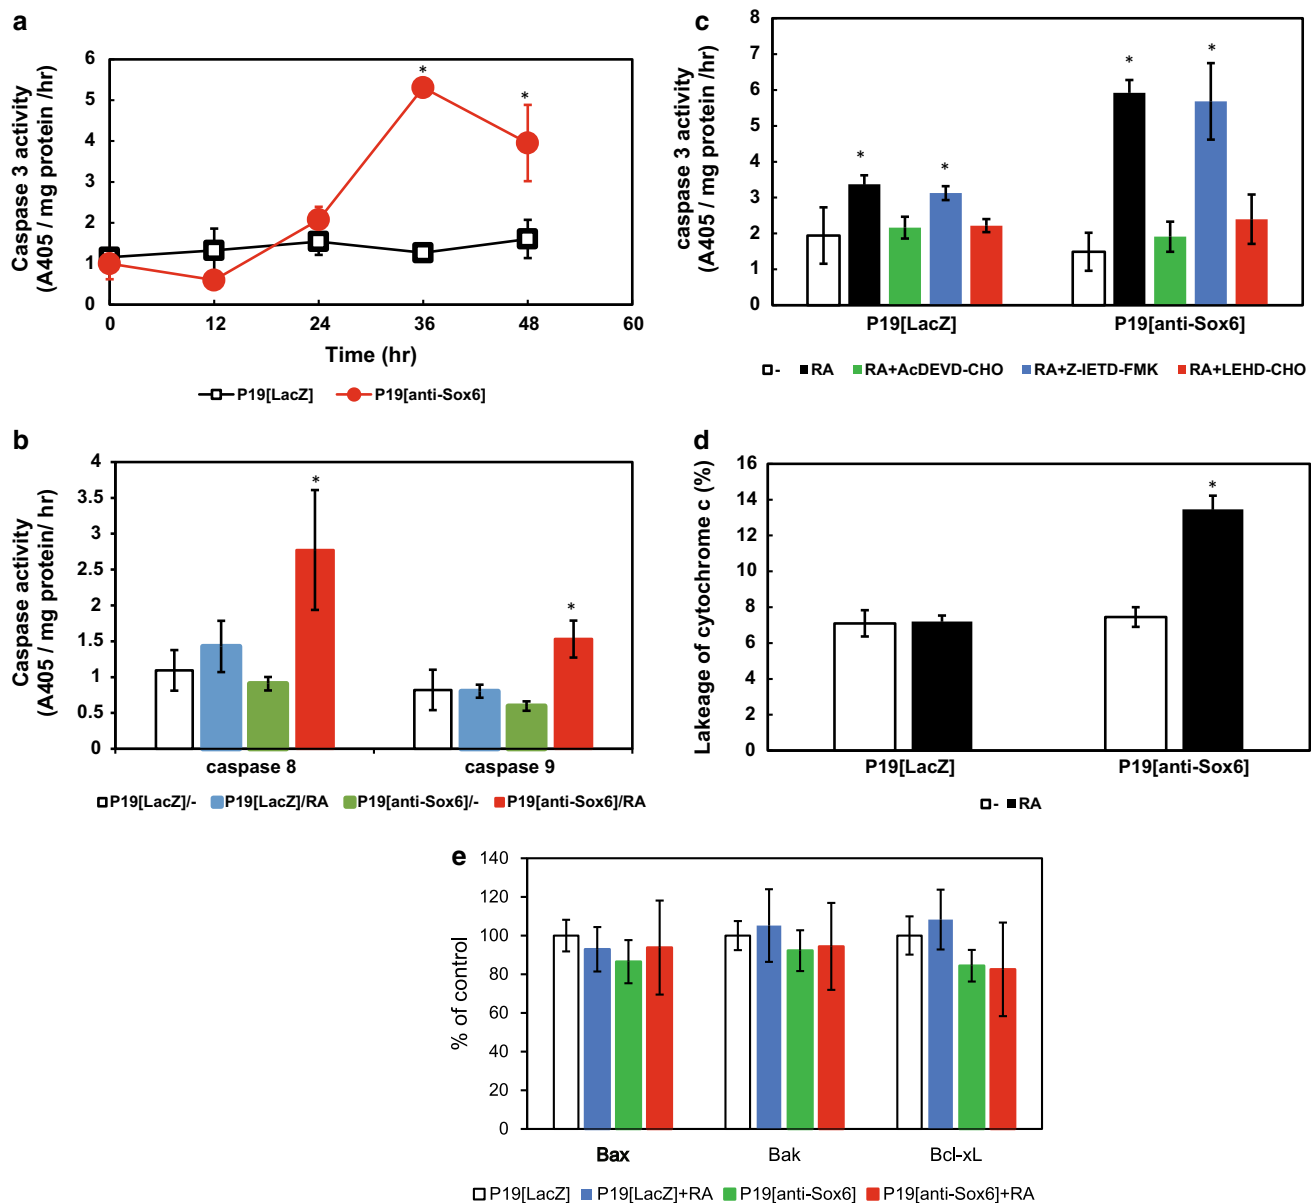 a
Caspase 3 activity
(A405 / mg protein /hr)
6
5
4
3
2
1
0
*
*
0 12 24 36 48 60
Time (hr)
P19[LacZ] P19[anti-Sox6]
b
Caspase activity
(A405 / mg protein/ hr)
4
3.5
3
2.5
2
1.5
1
0.5
0
*
*
caspase 8 caspase 9
P19[LacZ]/- P19[LacZ]/RA P19[anti-Sox6]/- P19[anti-Sox6]/RA
c
caspase 3 activity
(A405 / mg protein /hr)
8
7
6
5
4
3
2
1
0
*
*
*
*
P19[LacZ] P19[anti-Sox6]
- RA RA+AcDEVD-CHO RA+Z-IETD-FMK RA+LEHD-CHO
d
Lakeage of cytochrome c (%)
16
14
12
10
8
6
4
2
0
*
P19[LacZ] P19[anti-Sox6]
- RA
e
% of control
140
120
100
80
60
40
20
0
Bax Bak Bcl-xL
P19[LacZ] P19[LacZ]+RA P19[anti-Sox6] P19[anti-Sox6]+RA